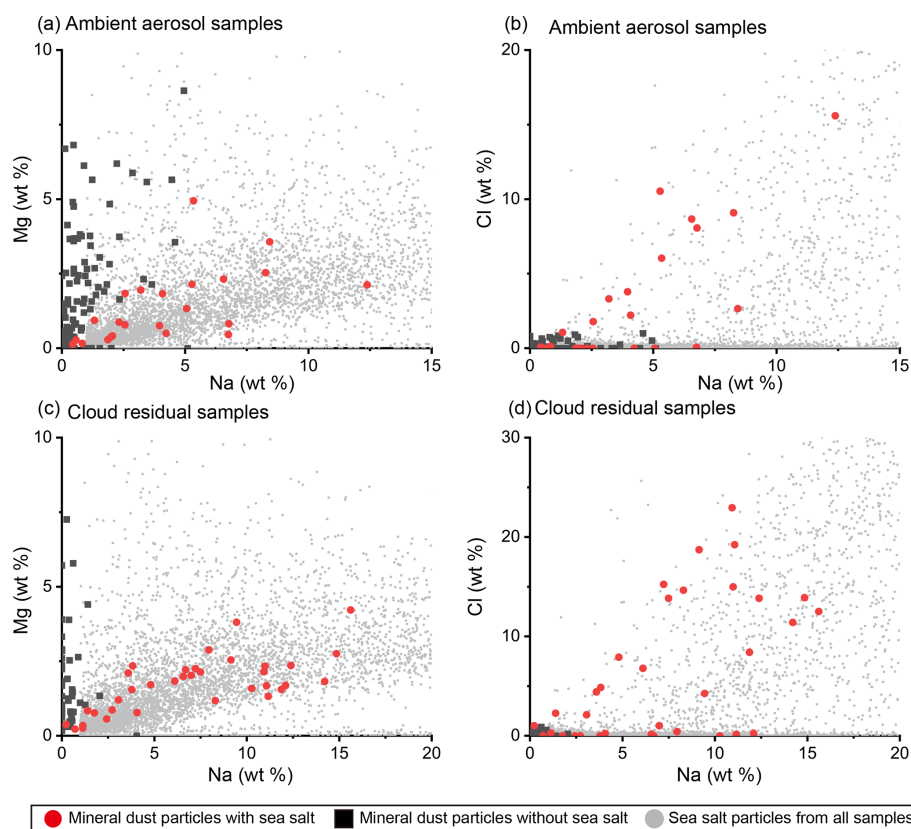 (a) Ambient aerosol samples
10
5
0
Mg (wt %)
0 5 10 15
Na (wt %)
(b) Ambient aerosol samples
20
10
0
Cl (wt %)
0 5 10 15
Na (wt %)
(c) Cloud residual samples
10
5
0
Mg (wt %)
0 5 10 15 20
Na (wt %)
(d) Cloud residual samples
30
20
10
0
Cl (wt %)
0 5 10 15 20
Na (wt %)
Mineral dust particles with sea salt Mineral dust particles without sea salt Sea salt particles from all samples